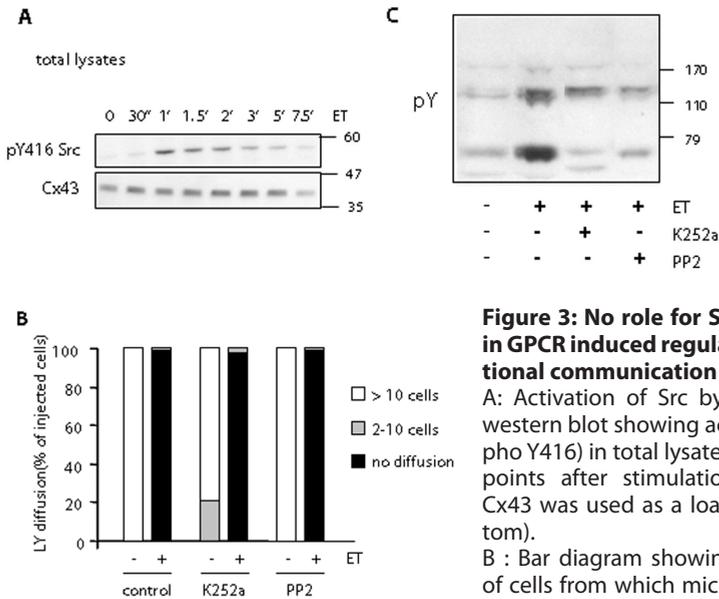 A
total lysates
0 30" 1' 1.5' 2' 3' 5' 7.5' ET
pY416 Src
60
Cx43
47
35
C
pY
170
110
79
- + + + ET
- - + - K252a
- - - + PP2
B
LY diffusion(% of injected cells)
100
80
60
40
20
0
> 10 cells
2-10 cells
no diffusion
- + - + - + ET
control K252a PP2
Figure 3: No role for S
in GPCR induced regula
tional communication
A: Activation of Src by
western blot showing ac
pho Y416) in total lysate
points after stimulatio
Cx43 was used as a loa
tom).
B : Bar diagram showin
of cells from which mic